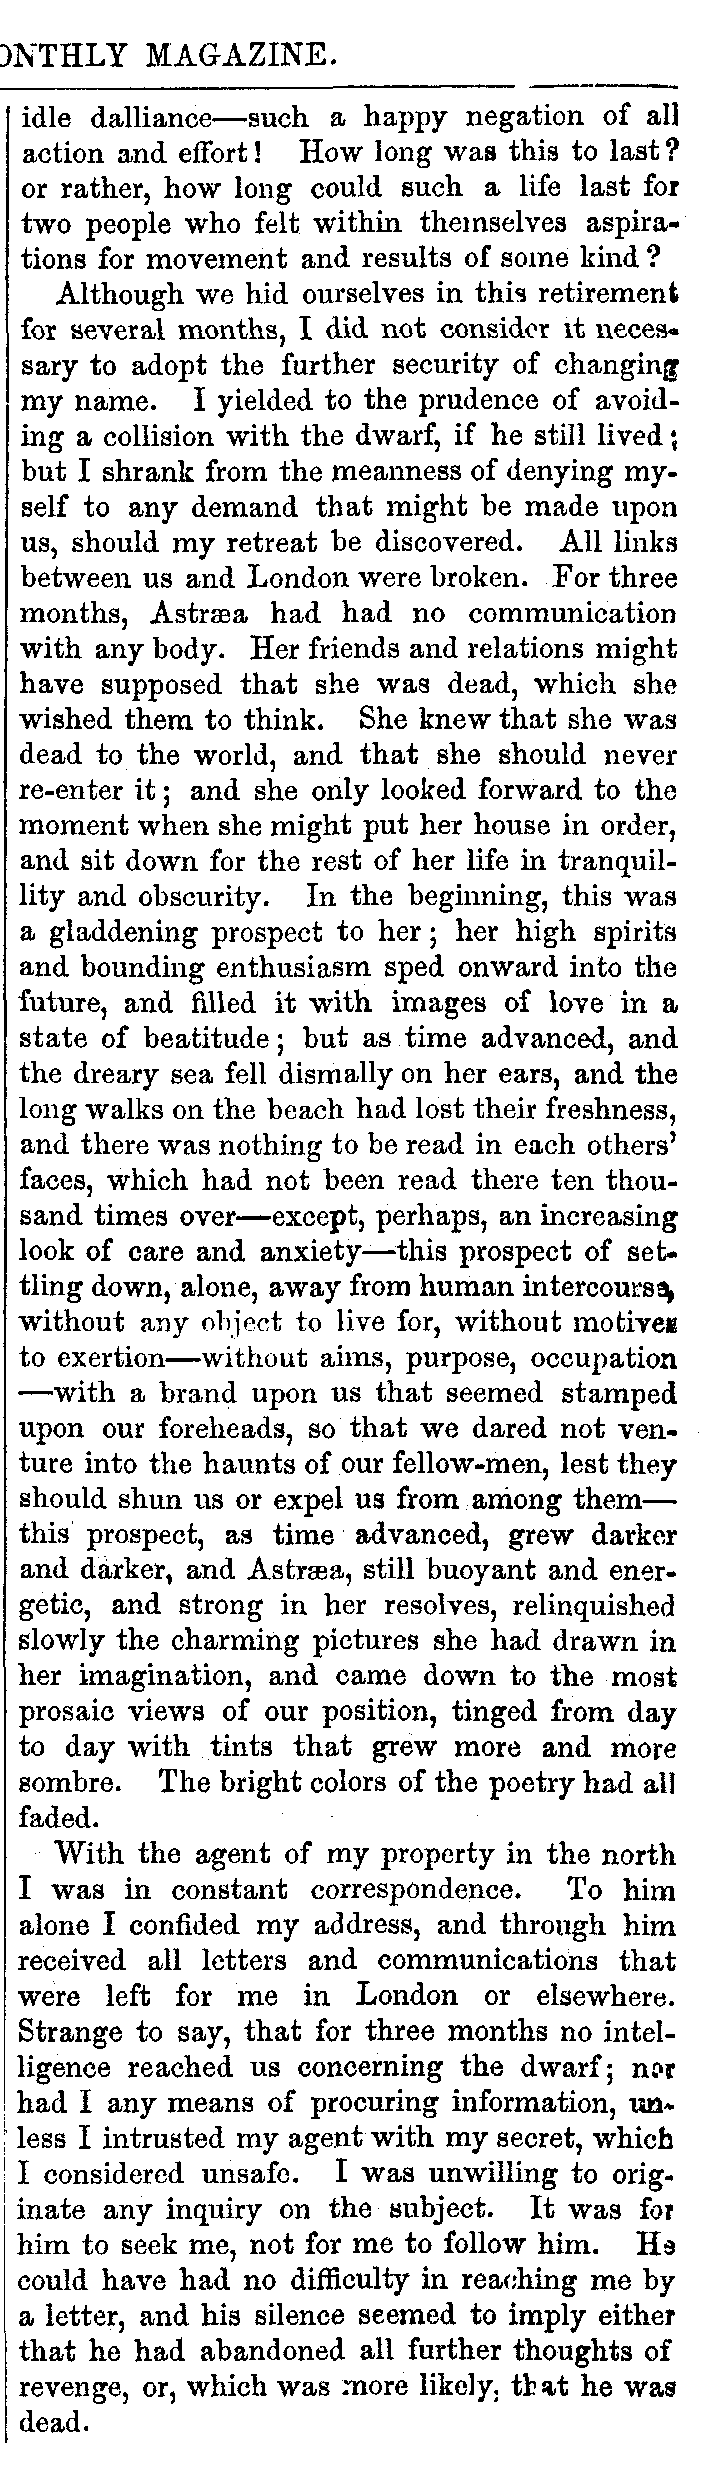 ONTHLY MAGAZINE.
idle dalliance—such a happy negation of all
action and effort! How long was this to last?
or rather, how long could such a life last for
two people who felt within themselves aspira-
tions for movement and results of some kind?
Although we hid ourselves in this retirement
for several months, I did not consider it neces-
sary to adopt the further security of changing
my name. I yielded to the prudence of avoid-
ing a collision with the dwarf, if he still lived;
but I shrank from the meanness of denying my-
self to any demand that might be made upon
us, should my retreat be discovered. All links
between us and London were broken. For three
months, Astræa had had no communication
with any body. Her friends and relations might
have supposed that she was dead, which she
wished them to think. She knew that she was
dead to the world, and that she should never
re-enter it; and she only looked forward to the
moment when she might put her house in order,
and sit down for the rest of her life in tranquil-
lity and obscurity. In the beginning, this was
a gladdening prospect to her; her high spirits
and bounding enthusiasm sped onward into the
future, and filled it with images of love in a
state of beatitude; but as time advanced, and
the dreary sea fell dismally on her ears, and the
long walks on the beach had lost their freshness,
and there was nothing to be read in each others'
faces, which had not been read there ten thou-
sand times over—except, perhaps, an increasing
look of care and anxiety—this prospect of set-
tling down, alone, away from human intercourse,
without any object to live for, without motives
to exertion—without aims, purpose, occupation
—with a brand upon us that seemed stamped
upon our foreheads, so that we dared not ven-
ture into the haunts of our fellow-men, lest they
should shun us or expel us from among them—
this prospect, as time advanced, grew darker
and darker, and Astræa, still buoyant and ener-
getic, and strong in her resolves, relinquished
slowly the charming pictures she had drawn in
her imagination, and came down to the most
prosaic views of our position, tinged from day
to day with tints that grew more and more
sombre. The bright colors of the poetry had all
faded.
With the agent of my property in the north
I was in constant correspondence. To him
alone I confided my address, and through him
received all letters and communications that
were left for me in London or elsewhere.
Strange to say, that for three months no intel-
ligence reached us concerning the dwarf; nor
had I any means of procuring information, un-
less I intrusted my agent with my secret, which
I considered unsafe. I was unwilling to orig-
inate any inquiry on the subject. It was for
him to seek me, not for me to follow him. He
could have had no difficulty in reaching me by
a letter, and his silence seemed to imply either
that he had abandoned all further thoughts of
revenge, or, which was more likely, that he was
dead.